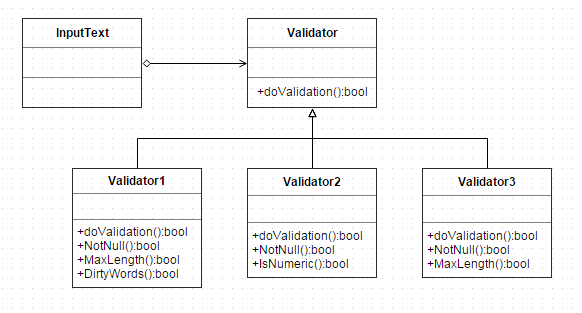 InputText
Validator
+doValidation():bool
Validator1
+doValidation():bool
+NotNull():bool
+MaxLength():bool
+DirtyWords():bool
Validator2
+doValidation():bool
+NotNull():bool
+IsNumeric():bool
Validator3
+doValidation():bool
+NotNull():bool
+MaxLength():bool